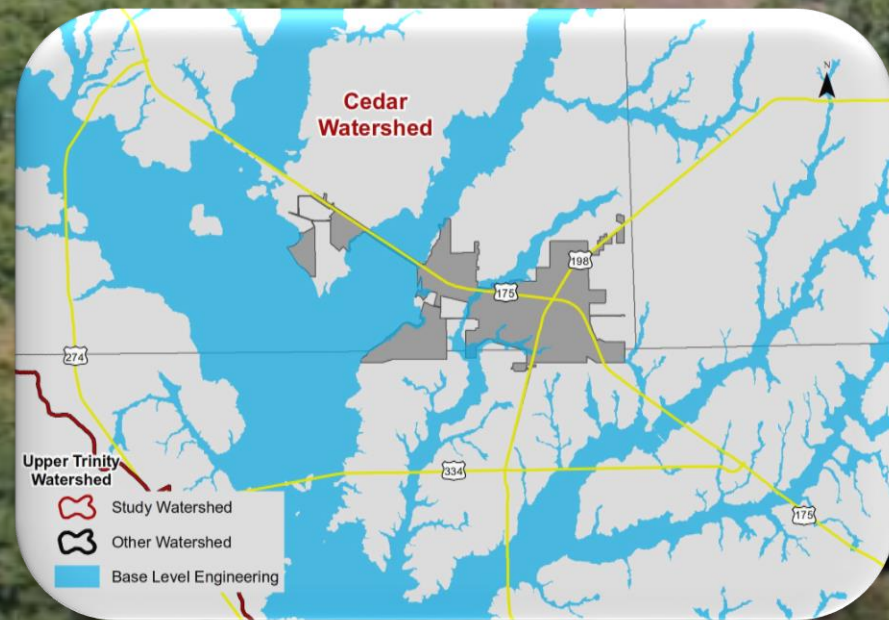 N
Cedar
Watershed
198
175
274
334
Upper Trinity
Watershed
Study Watershed
Other Watershed
Base Level Engineering
175